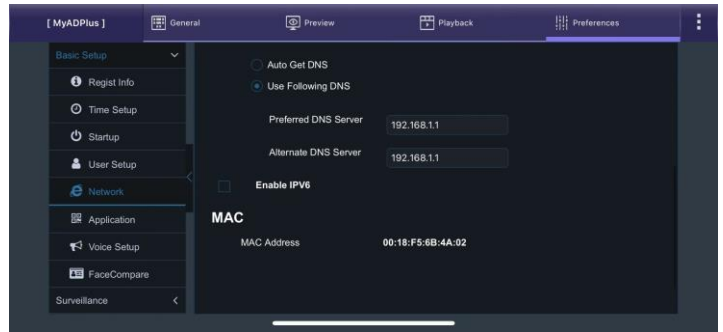 [ MyADPlus ] General Preview Playback Preferences
Basic Setup
Regist Info
Time Setup
Startup
User Setup
Network
Application
Voice Setup
FaceCompare
Surveillance
Auto Get DNS
Use Following DNS
Preferred DNS Server 192.168.1.1
Alternate DNS Server 192.168.1.1
Enable IPV6
MAC
MAC Address 00:18:F5:6B:4A:02